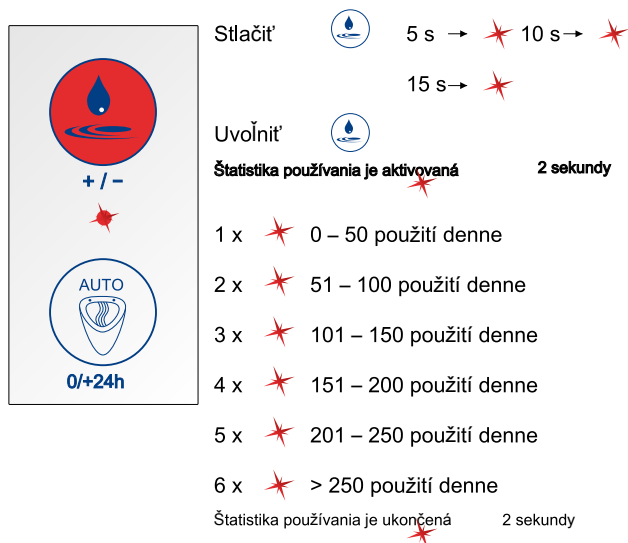 Stlačiť 5 s → 10 s →
15 s →
Uvoľniť
Štatistika používania je aktivovaná 2 sekundy
+ / −
1 x 0 – 50 použití denne
2 x 51 – 100 použití denne
AUTO
3 x 101 – 150 použití denne
0/+24h
4 x 151 – 200 použití denne
5 x 201 – 250 použití denne
6 x > 250 použití denne
Štatistika používania je ukončená 2 sekundy